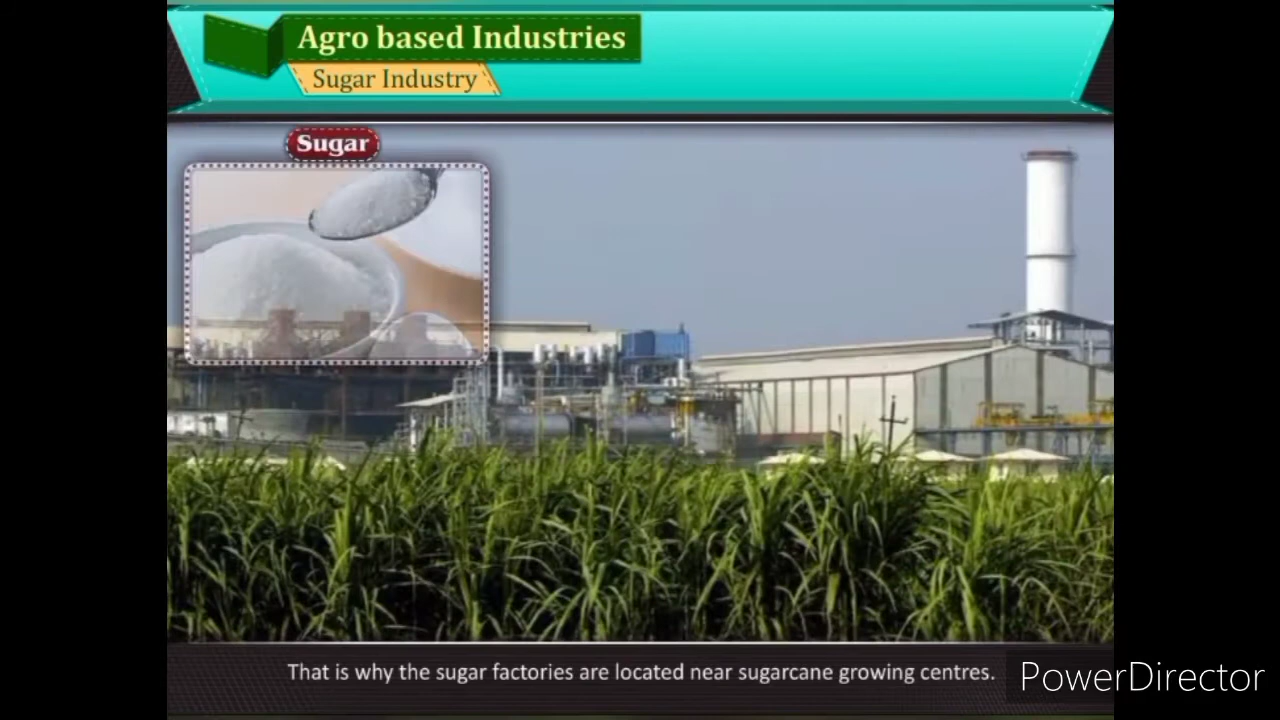 Agro based Industries
Sugar Industry
Sugar
That is why the sugar factories are located near sugarcane growing centres.
PowerDirector